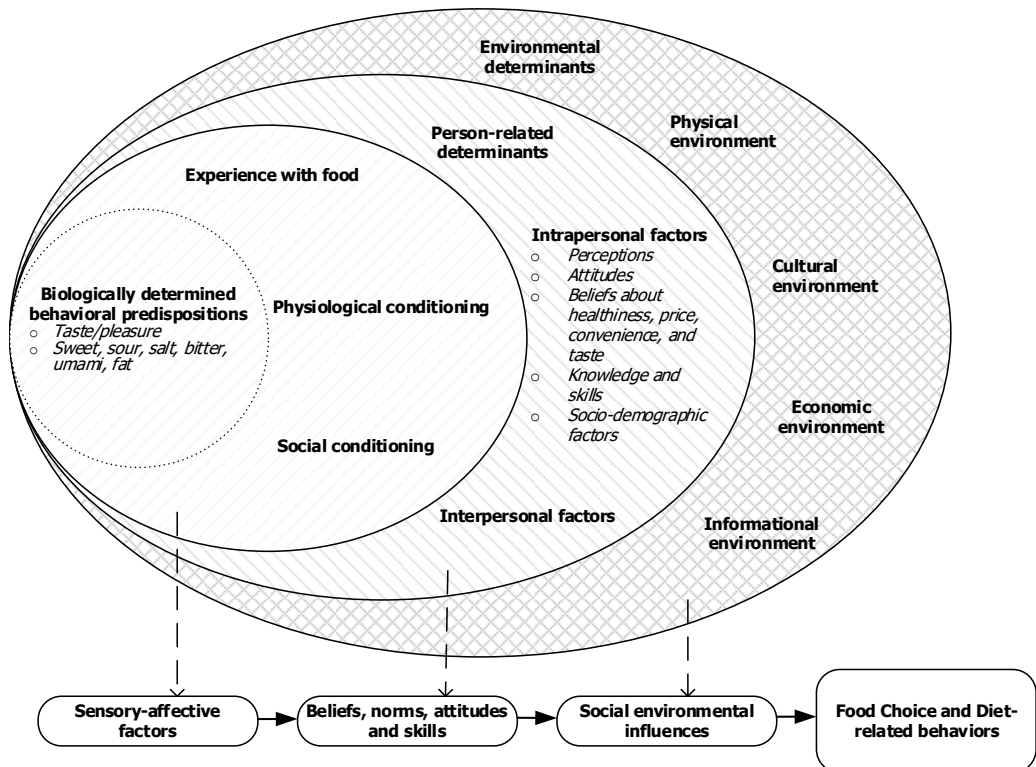 Environmental
determinants
Physical
environment
Person-related
determinants
Experience with food
Intrapersonal factors
o Perceptions
o Attitudes
o Beliefs about
healthiness, price,
convenience, and
taste
o Knowledge and
skills
o Socio-demographic
factors
Cultural
environment
Biologically determined
behavioral predispositions
o Taste/pleasure
o Sweet, sour, salt, bitter,
umami, fat
Physiological conditioning
Economic
environment
Social conditioning
Interpersonal factors
Informational
environment
Sensory-affective
factors
Beliefs, norms, attitudes
and skills
Social environmental
influences
Food Choice and Diet-
related behaviors